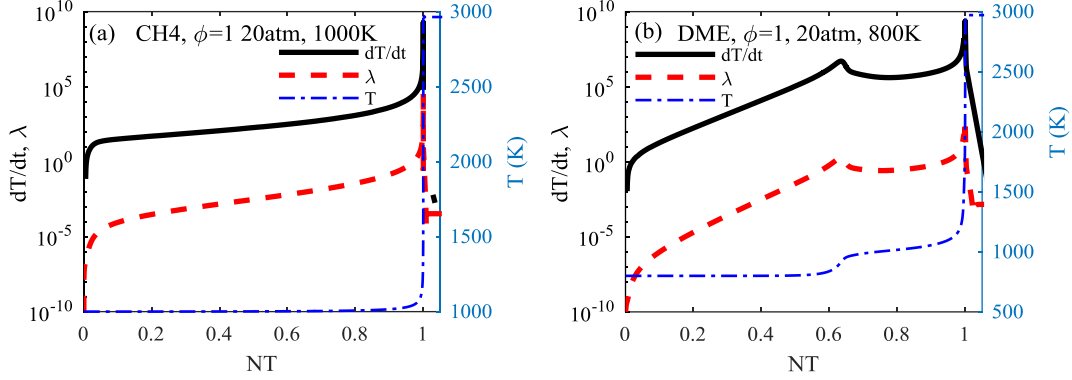 (a) CH4, ϕ=1 20atm, 1000K
dT/dt
λ
T
10^10
10^5
10^0
10^-5
10^-10
dT/dt, λ
3000
2500
2000
1500
1000
T (K)
0
0.2
0.4
0.6
0.8
1
NT
(b) DME, ϕ=1, 20atm, 800K
dT/dt
λ
T
10^10
10^5
10^0
10^-5
10^-10
dT/dt, λ
3000
2500
2000
1500
1000
500
T (K)
0
0.2
0.4
0.6
0.8
1
NT